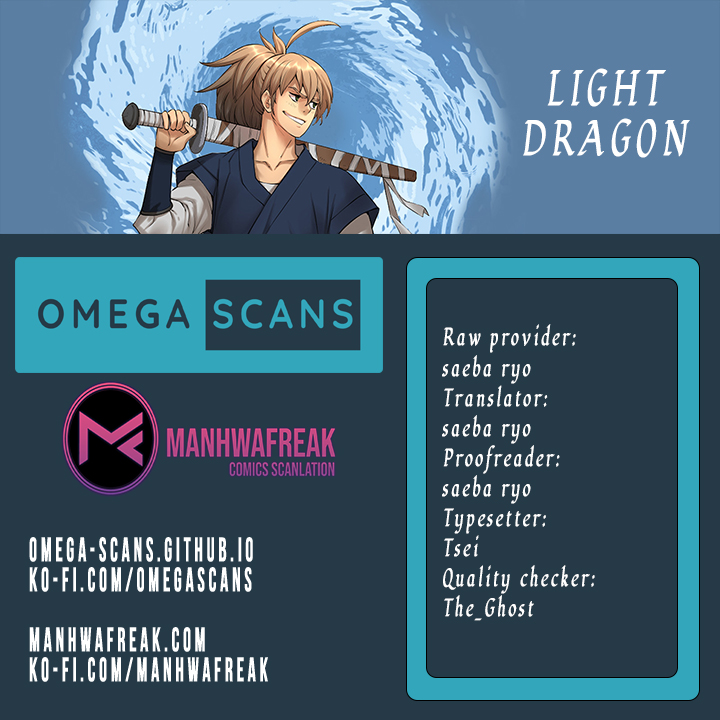 LIGHT
DRAGON
OMEGA SCANS
MANHWAFREAK
COMICS SCANLATION
OMEGA-SCANS.GITHUB.IO
KO-FI.COM/OMEGASCANS
MANHWAFREAK.COM
KO-FI.COM/MANHWAFREAK
Raw provider:
saeba ryo
Translator:
saeba ryo
Proofreader:
saeba ryo
Typesetter:
Tsei
Quality checker:
The_Ghost